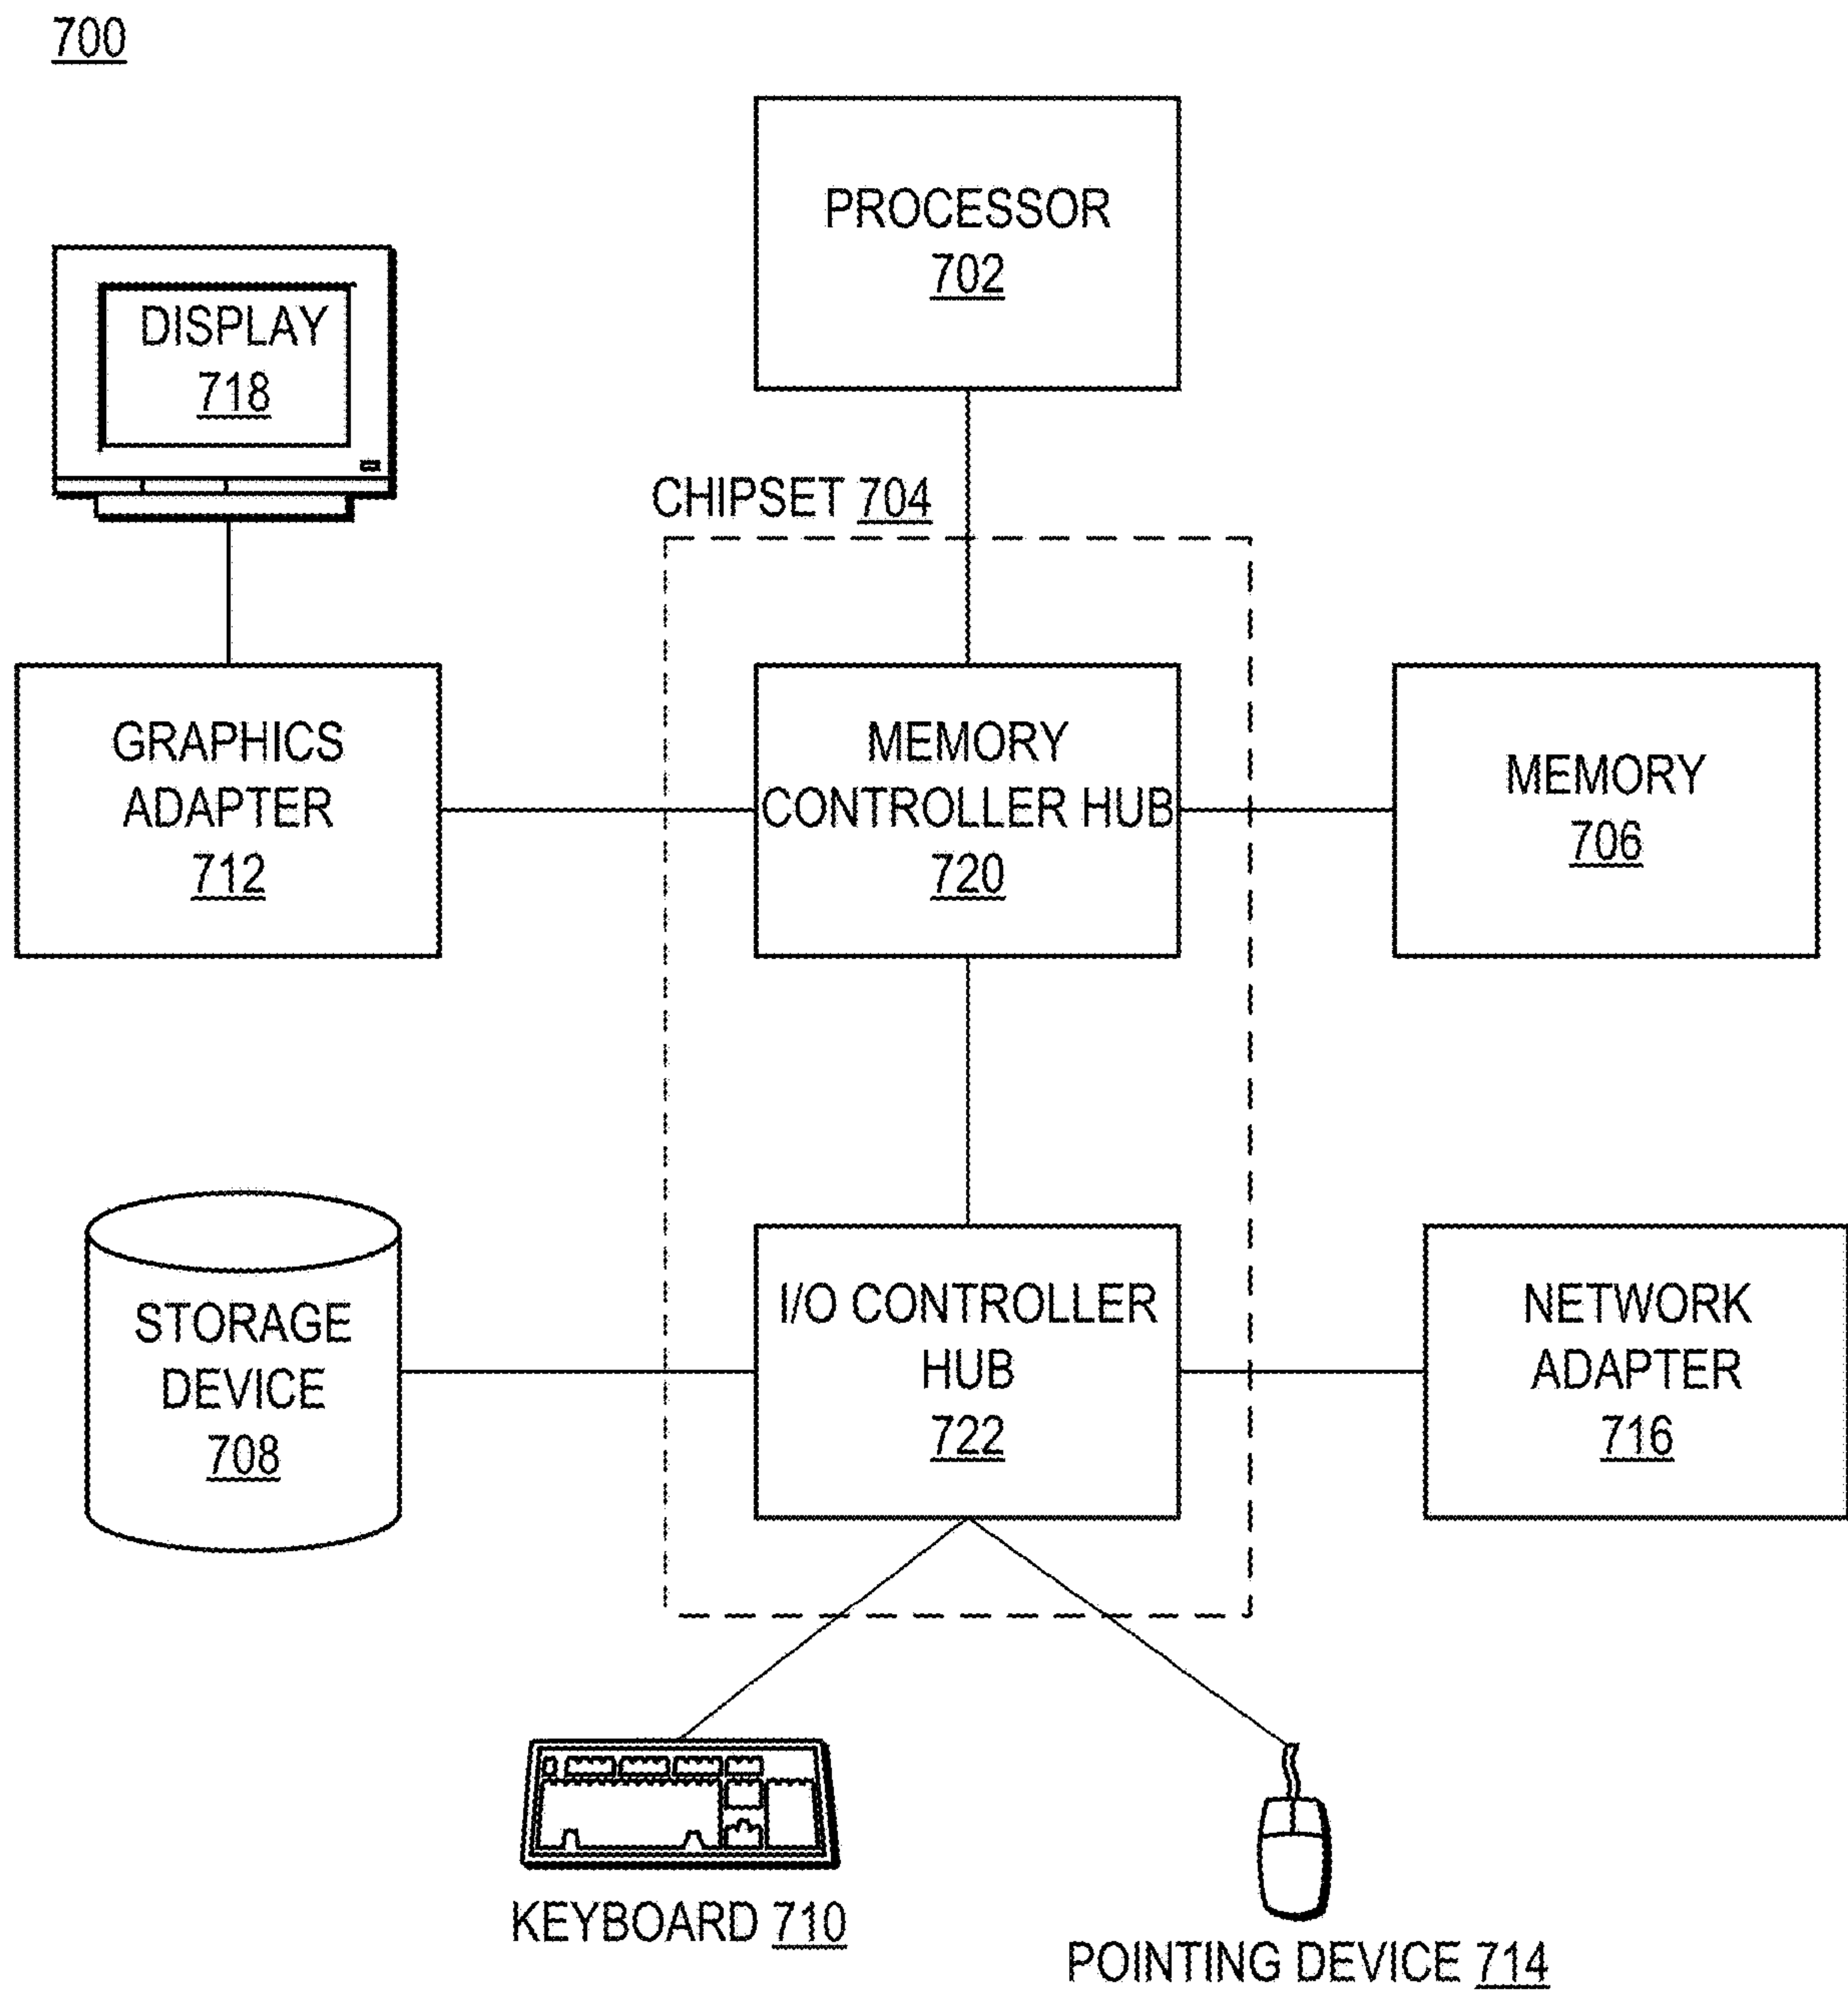 700
PROCESSOR
702
DISPLAY
718
CHIPSET 704
GRAPHICS
ADAPTER
712
MEMORY
CONTROLLER HUB
720
MEMORY
706
STORAGE
DEVICE
708
I/O CONTROLLER
HUB
722
NETWORK
ADAPTER
716
KEYBOARD 710
POINTING DEVICE 714